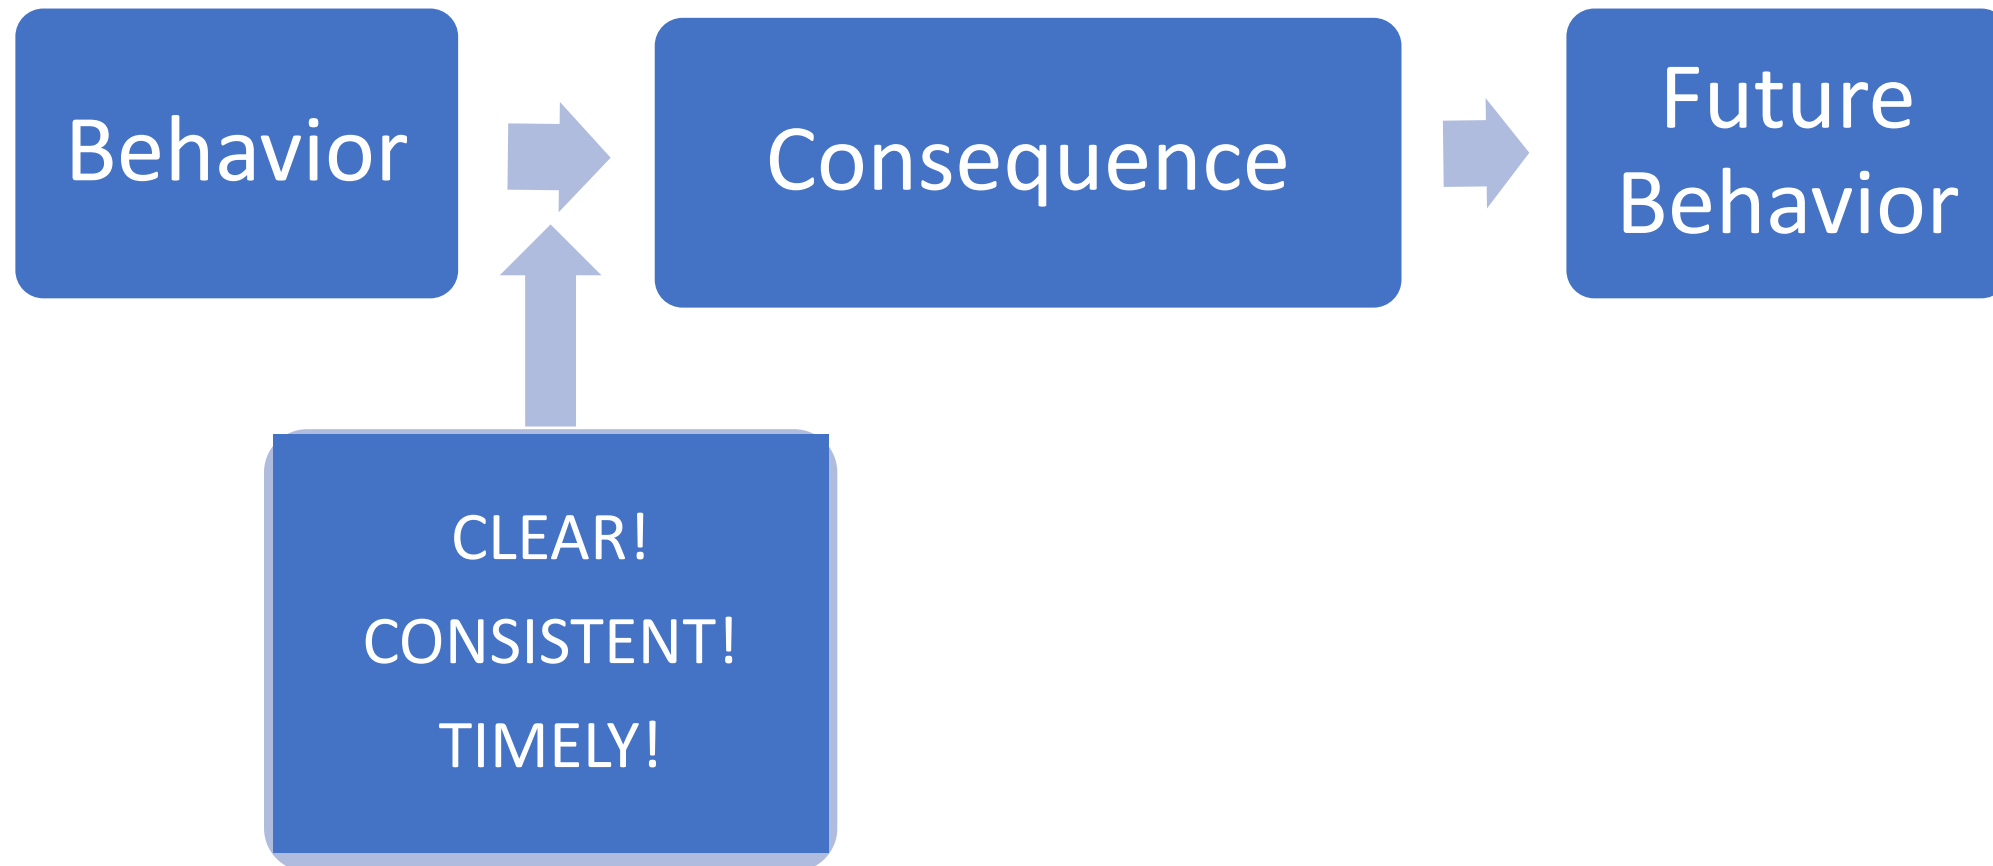 Behavior
Consequence
Future
Behavior
CLEAR!
CONSISTENT!
TIMELY!